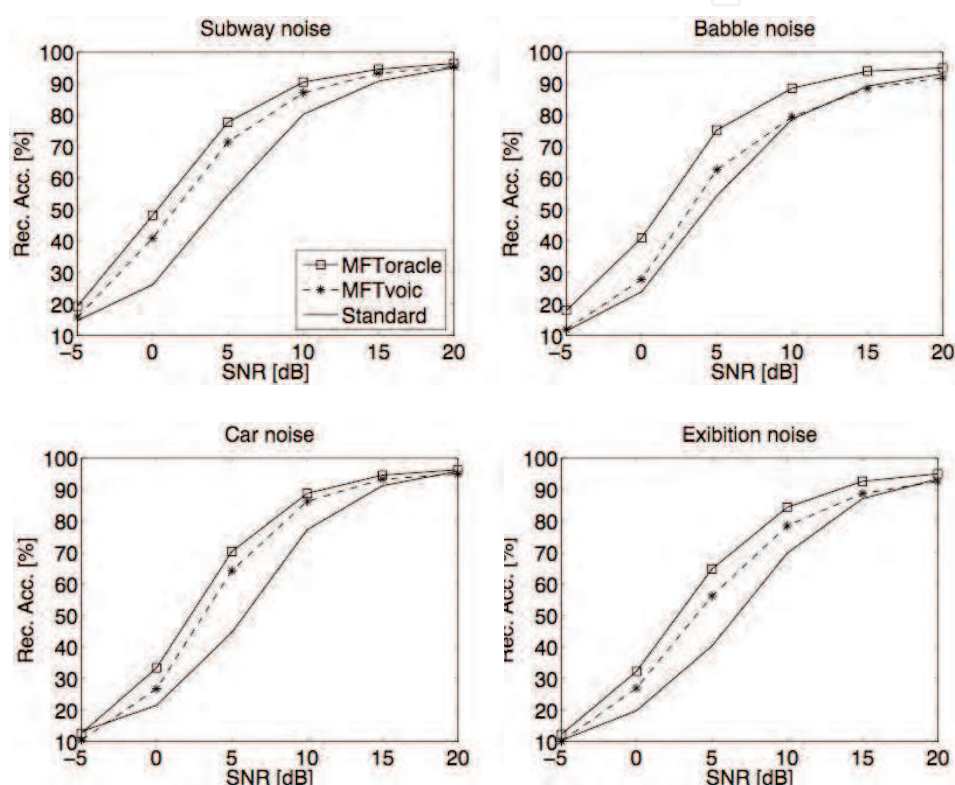 Subway noise
Rec. Acc. [%]
100
90
80
70
60
50
40
30
20
10
MFToracle
MFTvoic
Standard
−5 0 5 10 15 20
SNR [dB]
Babble noise
Rec. Acc. [%]
100
90
80
70
60
50
40
30
20
10
−5 0 5 10 15 20
SNR [dB]
Car noise
Rec. Acc. [%]
100
90
80
70
60
50
40
30
20
10
−5 0 5 10 15 20
SNR [dB]
Exibition noise
Rec. Acc. [%]
100
90
80
70
60
50
40
30
20
10
−5 0 5 10 15 20
SNR [dB]